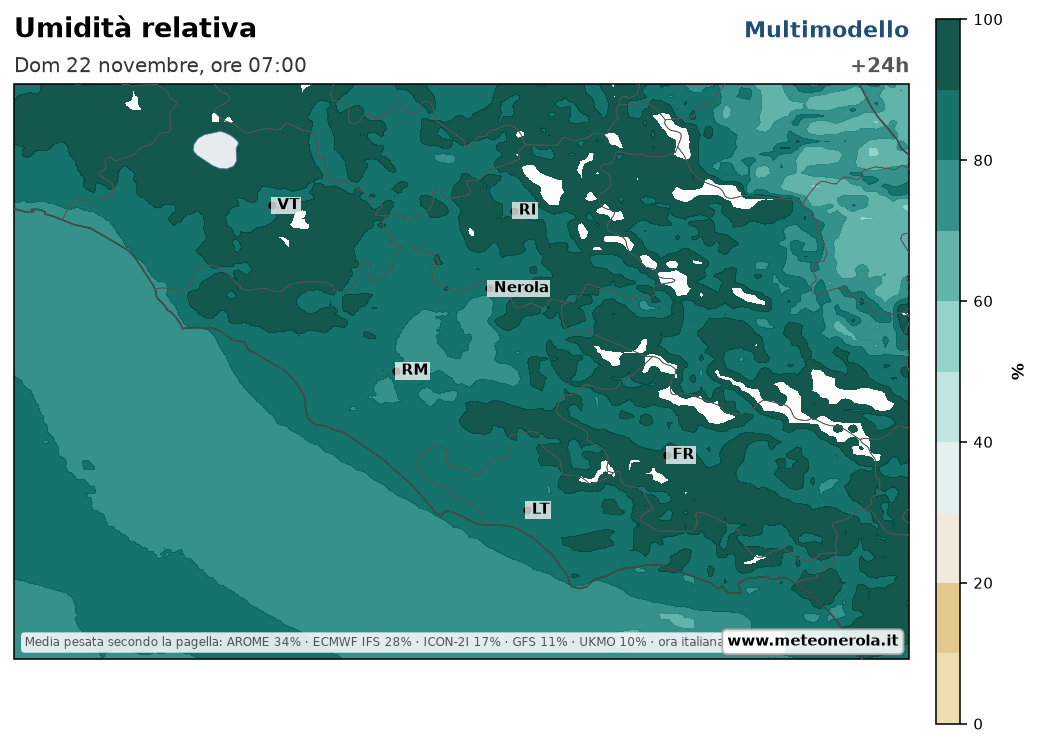 Umidità relativa
Multimodello
Dom 22 novembre, ore 07:00
+24h
100
80
60
40
20
0
%
VT
RI
Nerola
RM
FR
LT
Media pesata secondo la pagella: AROME 34% · ECMWF IFS 28% · ICON-2I 17% · GFS 11% · UKMO 10% · ora italiana
www.meteonerola.it